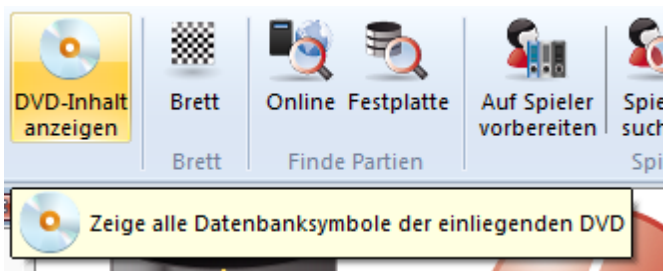 DVD-Inhalt anzeigen
Brett
Online
Festplatte
Auf Spieler vorbereiten
Brett
Finde Partien
Zeige alle Datenbanksymbole der einliegenden DVD